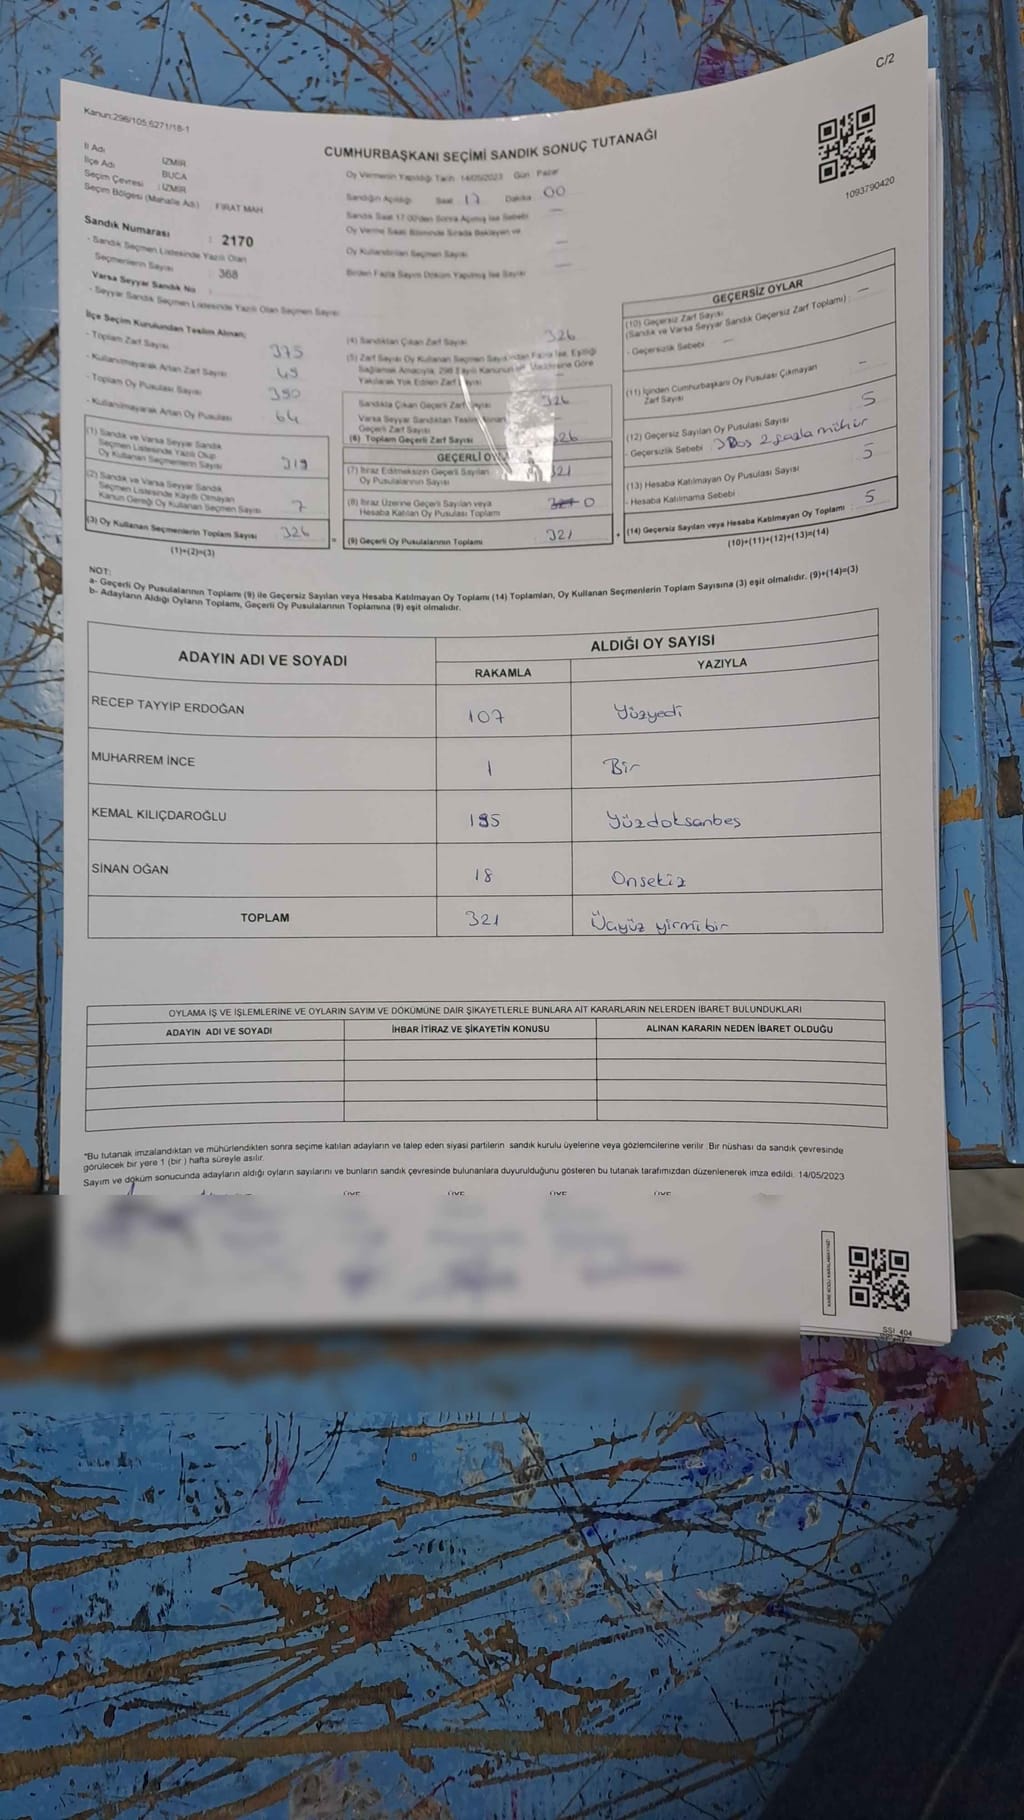 C/2
Kanun:296/105,6271/18-1
CUMHURBAŞKANI SEÇİMİ SANDIK SONUÇ TUTANAĞI
1093790420
İl Adı : İZMİR
İlçe Adı : BUCA
Seçim Çevresi : İZMİR
Seçim Bölgesi (Mahalle Adı) : FIRAT MAH
Sandık Numarası : 2170
- Sandık Seçmen Listesinde Yazılı Olan
Seçmenlerin Sayısı : 368
Varsa Seyyar Sandık No
- Seyyar Sandık Seçmen Listesinde Yazılı Olan Seçmen Sayısı
Oy Vermenin Yapıldığı Tarih 14/05/2023 Gün Pazar
Sandığın Açıldığı Saat 17 Dakika 00
Sandık Saat 17:00'den Sonra Açılmış İse Sebebi —
Oy Verme Saati Bitiminde Sırada Bekleyen ve
Oy Kullandırılan Seçmen Sayısı —
Birden Fazla Sayım Döküm Yapılmış İse Sayısı —
İlçe Seçim Kurulundan Teslim Alınan;
- Toplam Zarf Sayısı 375
- Kullanılmayarak Artan Zarf Sayısı 49
- Toplam Oy Pusulası Sayısı
- Kullanılmayarak Artan Oy Pusulası 64
(1) Sandık ve Varsa Seyyar Sandık
Seçmen Listesinde Yazılı Olup
Oy Kullanan Seçmenlerin Sayısı 319
(2) Sandık ve Varsa Seyyar Sandık
Seçmen Listesinde Kayıtlı Olmayan
Kanun Gereği Oy Kullanan Seçmen Sayısı 7
(3) Oy Kullanan Seçmenlerin Toplam Sayısı 326
(1)+(2)=(3)
(4) Sandıktan Çıkan Zarf Sayısı 326
(5) Zarf Sayısı Oy Kullanan Seçmen Sayısından Fazla İse, Eşitliği
Sağlamak Amacıyla, 298 Sayılı Kanunun Maddesine Göre
Yakılarak Yok Edilen Zarf Sayısı —
Sandıkta Çıkan Geçerli Zarf Sayısı 326
Varsa Seyyar Sandıktan Teslim Alınan
Geçerli Zarf Sayısı
(6) Toplam Geçerli Zarf Sayısı 326
GEÇERLİ
(7) İtiraz Edilmeksizin Geçerli Sayılan
Oy Pusulasının Sayısı 321
(8) İtiraz Üzerine Geçerli Sayılan veya
Hesaba Katılan Oy Pusulası Toplamı 0
= (9) Geçerli Oy Pusulalarının Toplamı 321
GEÇERSİZ OYLAR
(10) Geçersiz Zarf Sayısı
(Sandık ve Varsa Seyyar Sandık Geçersiz Zarf Toplamı) : —
- Geçersizlik Sebebi —
(11) İçinden Cumhurbaşkanı Oy Pusulası Çıkmayan
Zarf Sayısı —
(12) Geçersiz Sayılan Oy Pusulası Sayısı 5
- Geçersizlik Sebebi 3 Boş 2 fazla mühür
(13) Hesaba Katılmayan Oy Pusulası Sayısı 5
- Hesaba Katılmama Sebebi
+ (14) Geçersiz Sayılan veya Hesaba Katılmayan Oy Toplamı : 5
(10)+(11)+(12)+(13)=(14)
NOT:
a- Geçerli Oy Pusulalarının Toplamı (9) ile Geçersiz Sayılan veya Hesaba Katılmayan Oy Toplamı (14) Toplamları, Oy Kullanan Seçmenlerin Toplam Sayısına (3) eşit olmalıdır. (9)+(14)=(3)
b- Adayların Aldığı Oyların Toplamı, Geçerli Oy Pusulalarının Toplamına (9) eşit olmalıdır.
ADAYIN ADI VE SOYADI
ALDIĞI OY SAYISI
RAKAMLA YAZIYLA
RECEP TAYYİP ERDOĞAN 107 Yüzyedi
MUHARREM İNCE 1 Bir
KEMAL KILIÇDAROĞLU 195 Yüzdoksanbeş
SİNAN OĞAN 18 Onsekiz
TOPLAM 321 Üçyüz yirmibir
OYLAMA İŞ VE İŞLEMLERİNE VE OYLARIN SAYIM VE DÖKÜMÜNE DAİR ŞİKAYETLERLE BUNLARA AİT KARARLARIN NELERDEN İBARET BULUNDUKLARI
ADAYIN ADI VE SOYADI İHBAR İTİRAZ VE ŞİKAYETİN KONUSU ALINAN KARARIN NEDEN İBARET OLDUĞU
"Bu tutanak imzalandıktan ve mühürlendikten sonra seçime katılan adayların ve talep eden siyasi partilerin sandık kurulu üyelerine veya gözlemcilerine verilir. Bir nüshası da sandık çevresinde
görülecek bir yere 1 (bir ) hafta süreyle asılır.
Sayım ve döküm sonucunda adayların aldığı oyların sayılarını ve bunların sandık çevresinde bulunanlara duyurulduğunu gösteren bu tutanak tarafımızdan düzenlenerek imza edildi. 14/05/2023
ÜYE ÜYE ÜYE ÜYE
SSİ 404